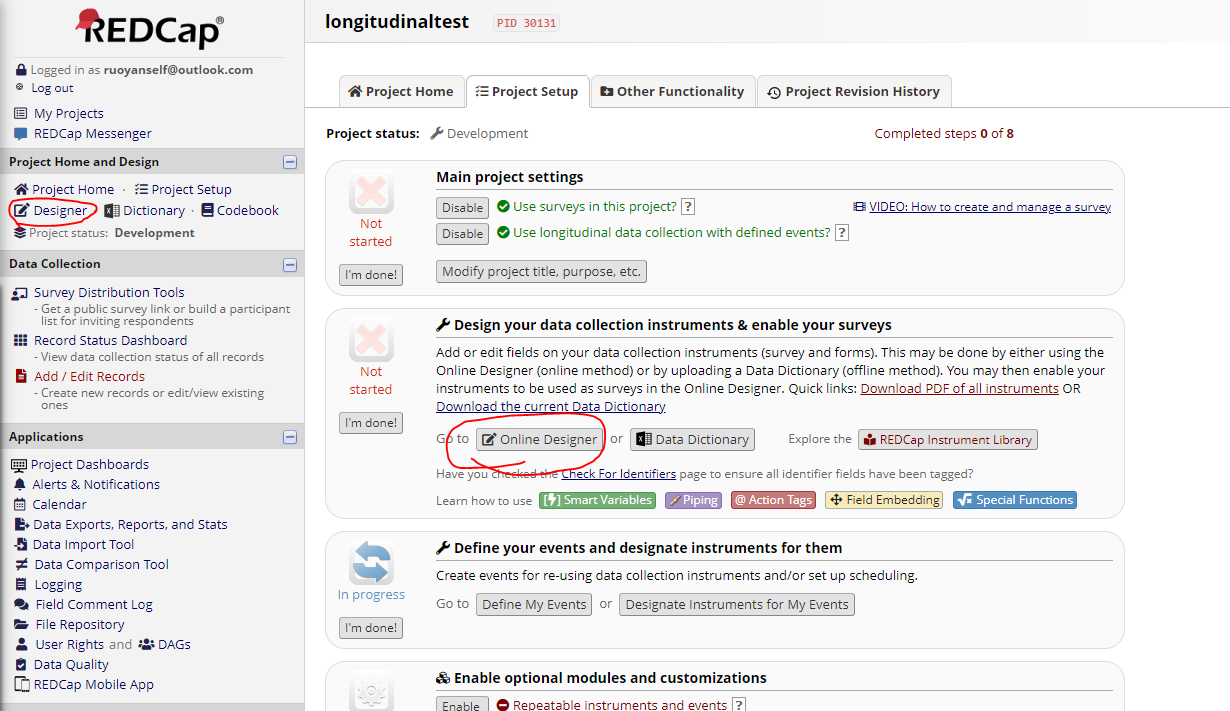 REDCap®
Logged in as ruoyanself@outlook.com
Log out
My Projects
REDCap Messenger
Project Home and Design
Project Home · Project Setup
Designer Dictionary · Codebook
Project status: Development
Data Collection
Survey Distribution Tools
- Get a public survey link or build a participant
list for inviting respondents
Record Status Dashboard
- View data collection status of all records
Add / Edit Records
- Create new records or edit/view existing
ones
Applications
Project Dashboards
Alerts & Notifications
Calendar
Data Exports, Reports, and Stats
Data Import Tool
Data Comparison Tool
Logging
Field Comment Log
File Repository
User Rights and DAGs
Data Quality
REDCap Mobile App
longitudinaltest PID 30131
Project Home Project Setup Other Functionality Project Revision History
Project status: Development Completed steps 0 of 8
Main project settings
Not
started
I'm done!
Disable Use surveys in this project? ? VIDEO: How to create and manage a survey
Disable Use longitudinal data collection with defined events? ?
Modify project title, purpose, etc.
Design your data collection instruments & enable your surveys
Not
started
I'm done!
Add or edit fields on your data collection instruments (survey and forms). This may be done by either using the
Online Designer (online method) or by uploading a Data Dictionary (offline method). You may then enable your
instruments to be used as surveys in the Online Designer. Quick links: Download PDF of all instruments OR
Download the current Data Dictionary
Go to Online Designer or Data Dictionary Explore the REDCap Instrument Library
Have you checked the Check For Identifiers page to ensure all identifier fields have been tagged?
Learn how to use [ ] Smart Variables Piping @ Action Tags Field Embedding Special Functions
Define your events and designate instruments for them
In progress
I'm done!
Create events for re-using data collection instruments and/or set up scheduling.
Go to Define My Events or Designate Instruments for My Events
Enable optional modules and customizations
Enable Repeatable instruments and events ?